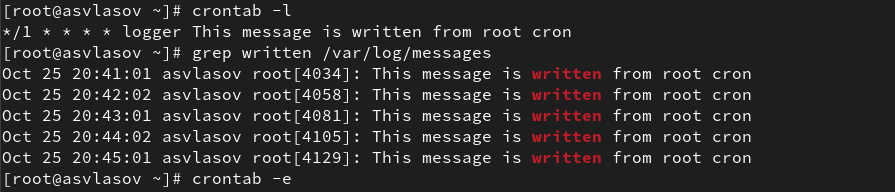 [root@asvlasov ~]# crontab -l
*/1 * * * * logger This message is written from root cron
[root@asvlasov ~]# grep written /var/log/messages
Oct 25 20:41:01 asvlasov root[4034]: This message is written from root cron
Oct 25 20:42:02 asvlasov root[4058]: This message is written from root cron
Oct 25 20:43:01 asvlasov root[4081]: This message is written from root cron
Oct 25 20:44:02 asvlasov root[4105]: This message is written from root cron
Oct 25 20:45:01 asvlasov root[4129]: This message is written from root cron
[root@asvlasov ~]# crontab -e